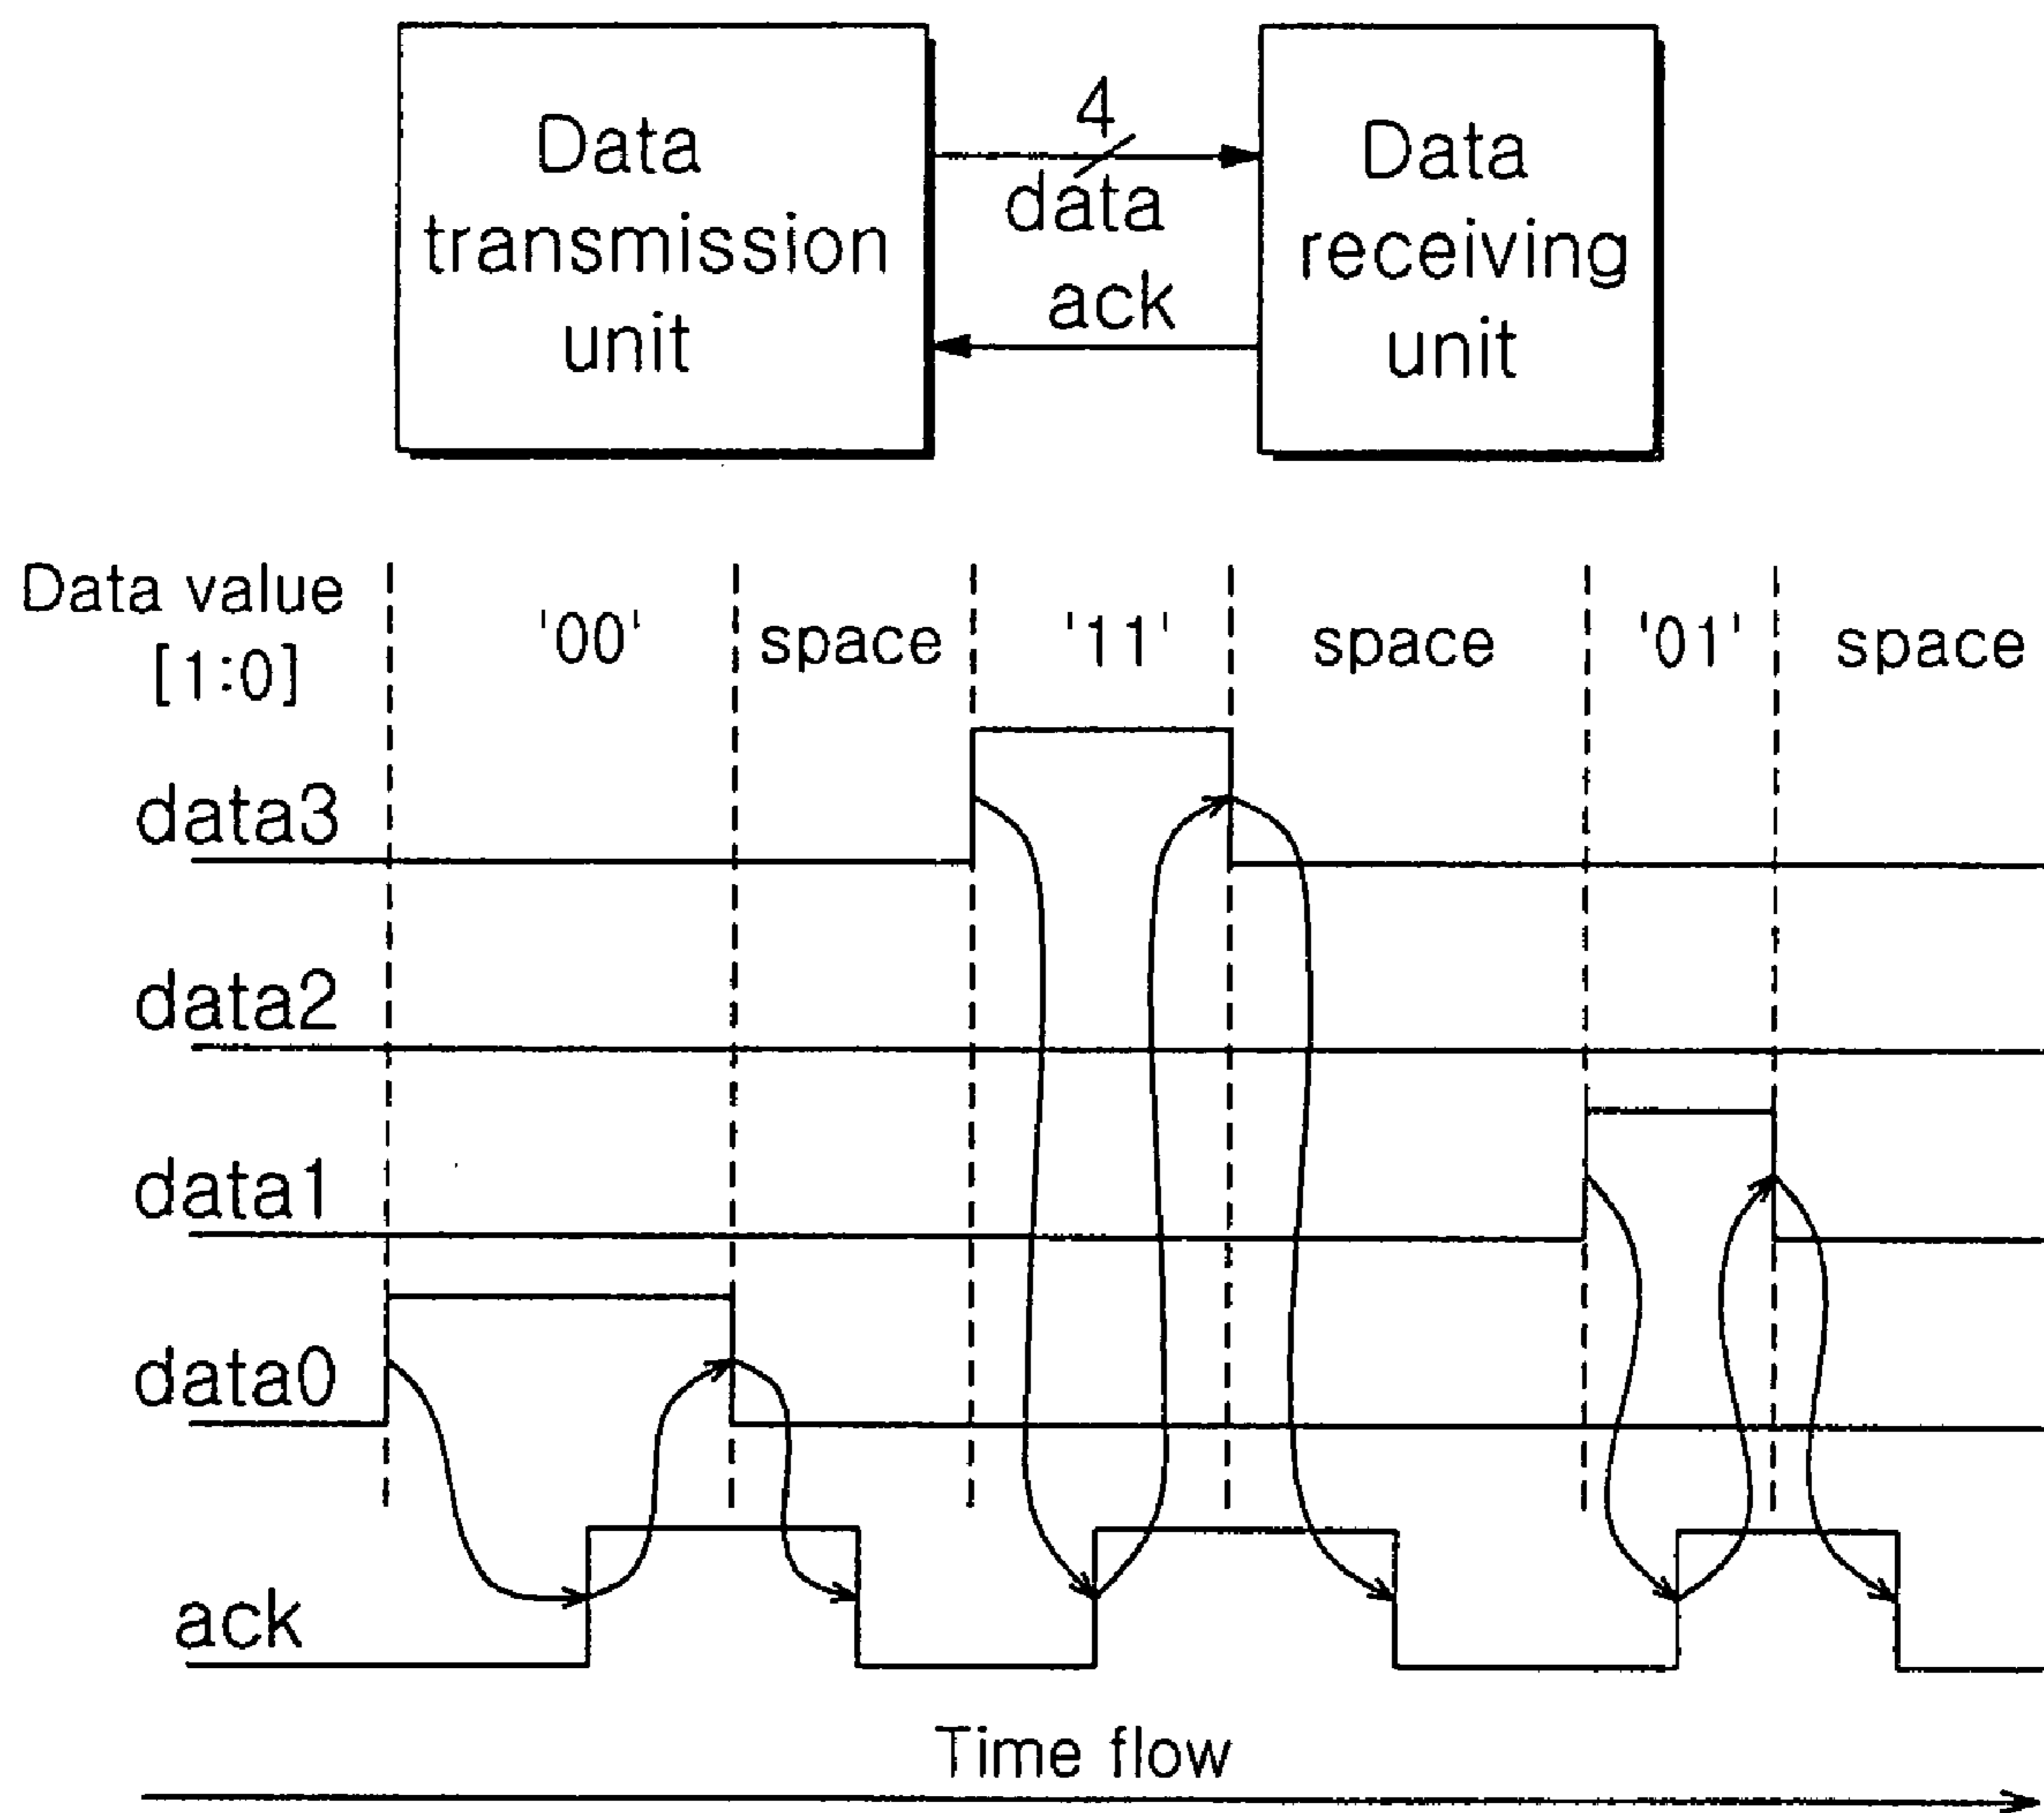 Data
transmission
unit
4
data
ack
Data
receiving
unit
Data value
[1:0]
'00'
space
'11'
space
'01'
space
data3
data2
data1
data0
ack
Time flow